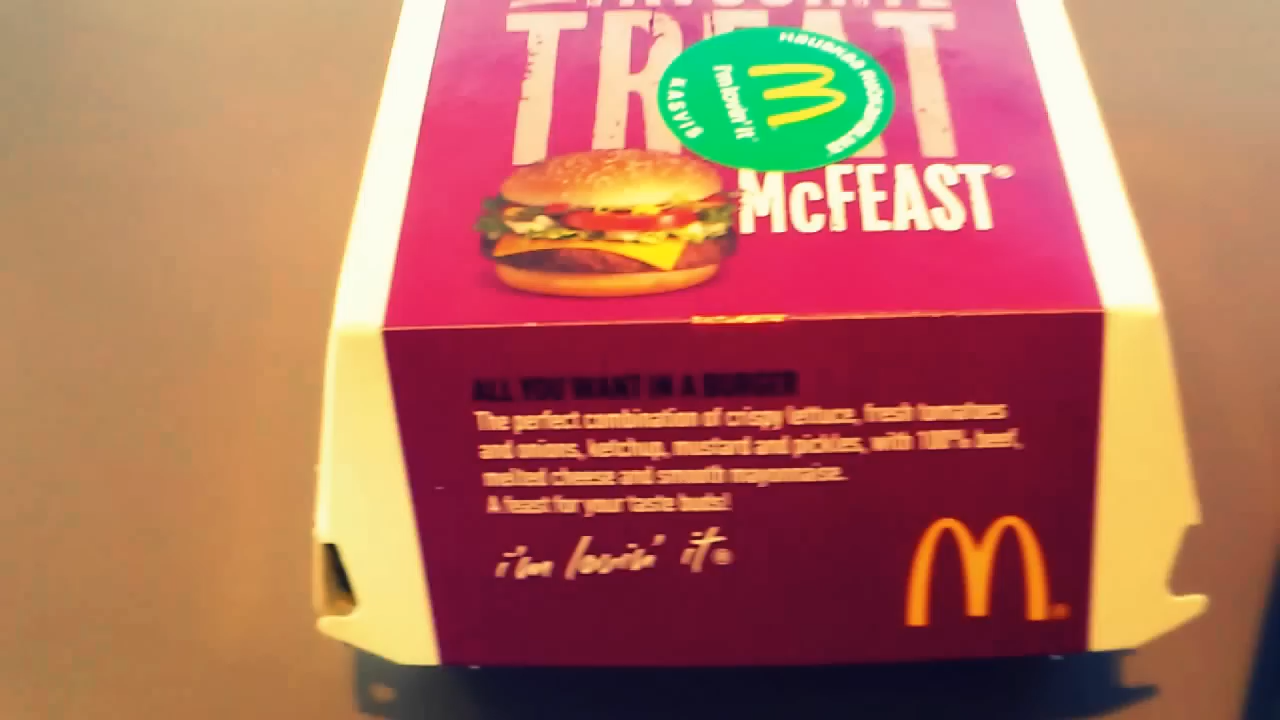 TREAT
i'm lovin' it
KASVIS
McFEAST®
ALL YOU WANT IN A BURGER
The perfect combination of crispy lettuce, fresh tomatoes
and onions, ketchup, mustard and pickles, with 100% beef,
melted cheese and smooth mayonnaise.
A feast for your taste buds!
i'm lovin' it®